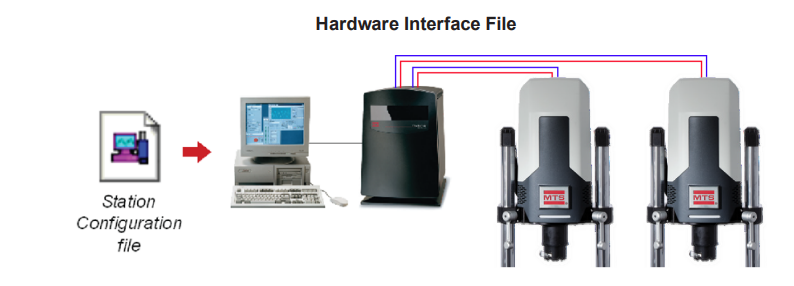 Hardware Interface File
Station
Configuration
file
MTS
MTS